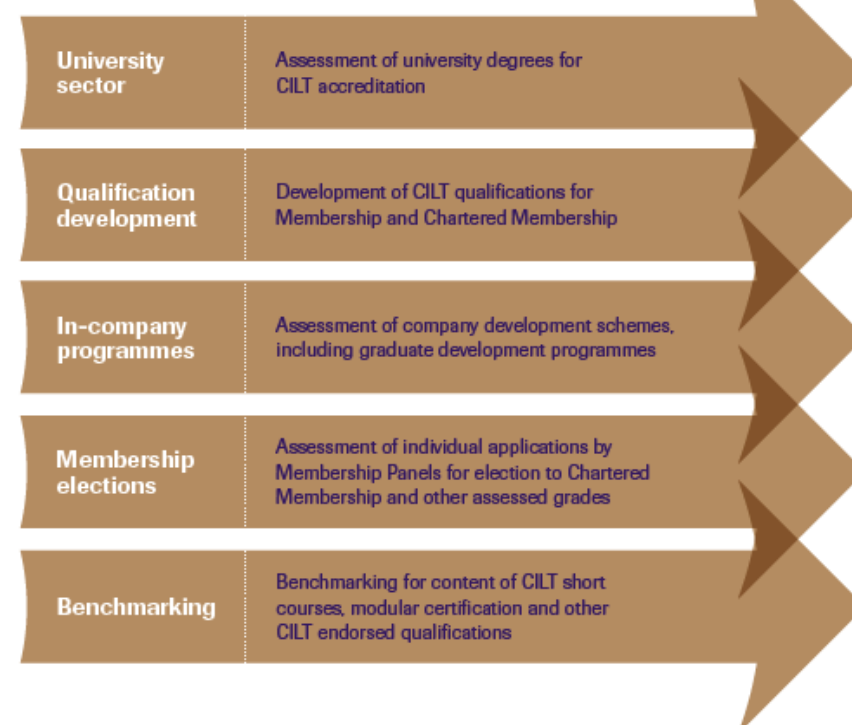 University
sector
Assessment of university degrees for
CILT accreditation
Qualification
development
Development of CILT qualifications for
Membership and Chartered Membership
In-company
programmes
Assessment of company development schemes,
including graduate development programmes
Membership
elections
Assessment of individual applications by
Membership Panels for election to Chartered
Membership and other assessed grades
Benchmarking
Benchmarking for content of CILT short
courses, modular certification and other
CILT endorsed qualifications